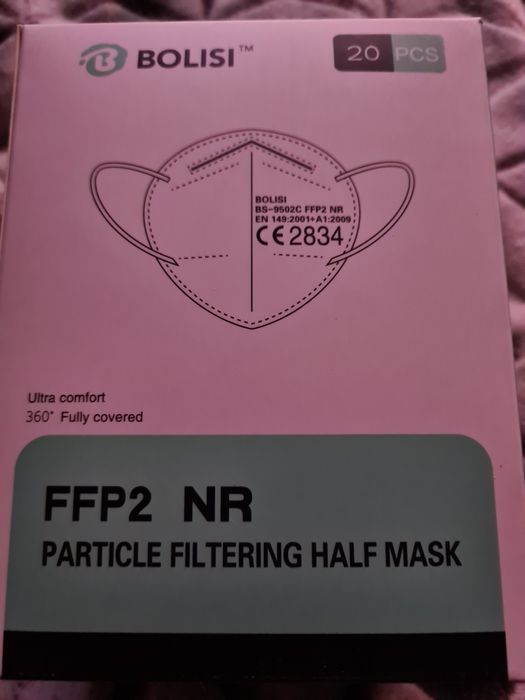 BOLISI™
20 PCS
BOLISI
BS-9502C FFP2 NR
EN 149:2001+A1:2009
CE 2834
Ultra comfort
360° Fully covered
FFP2 NR
PARTICLE FILTERING HALF MASK